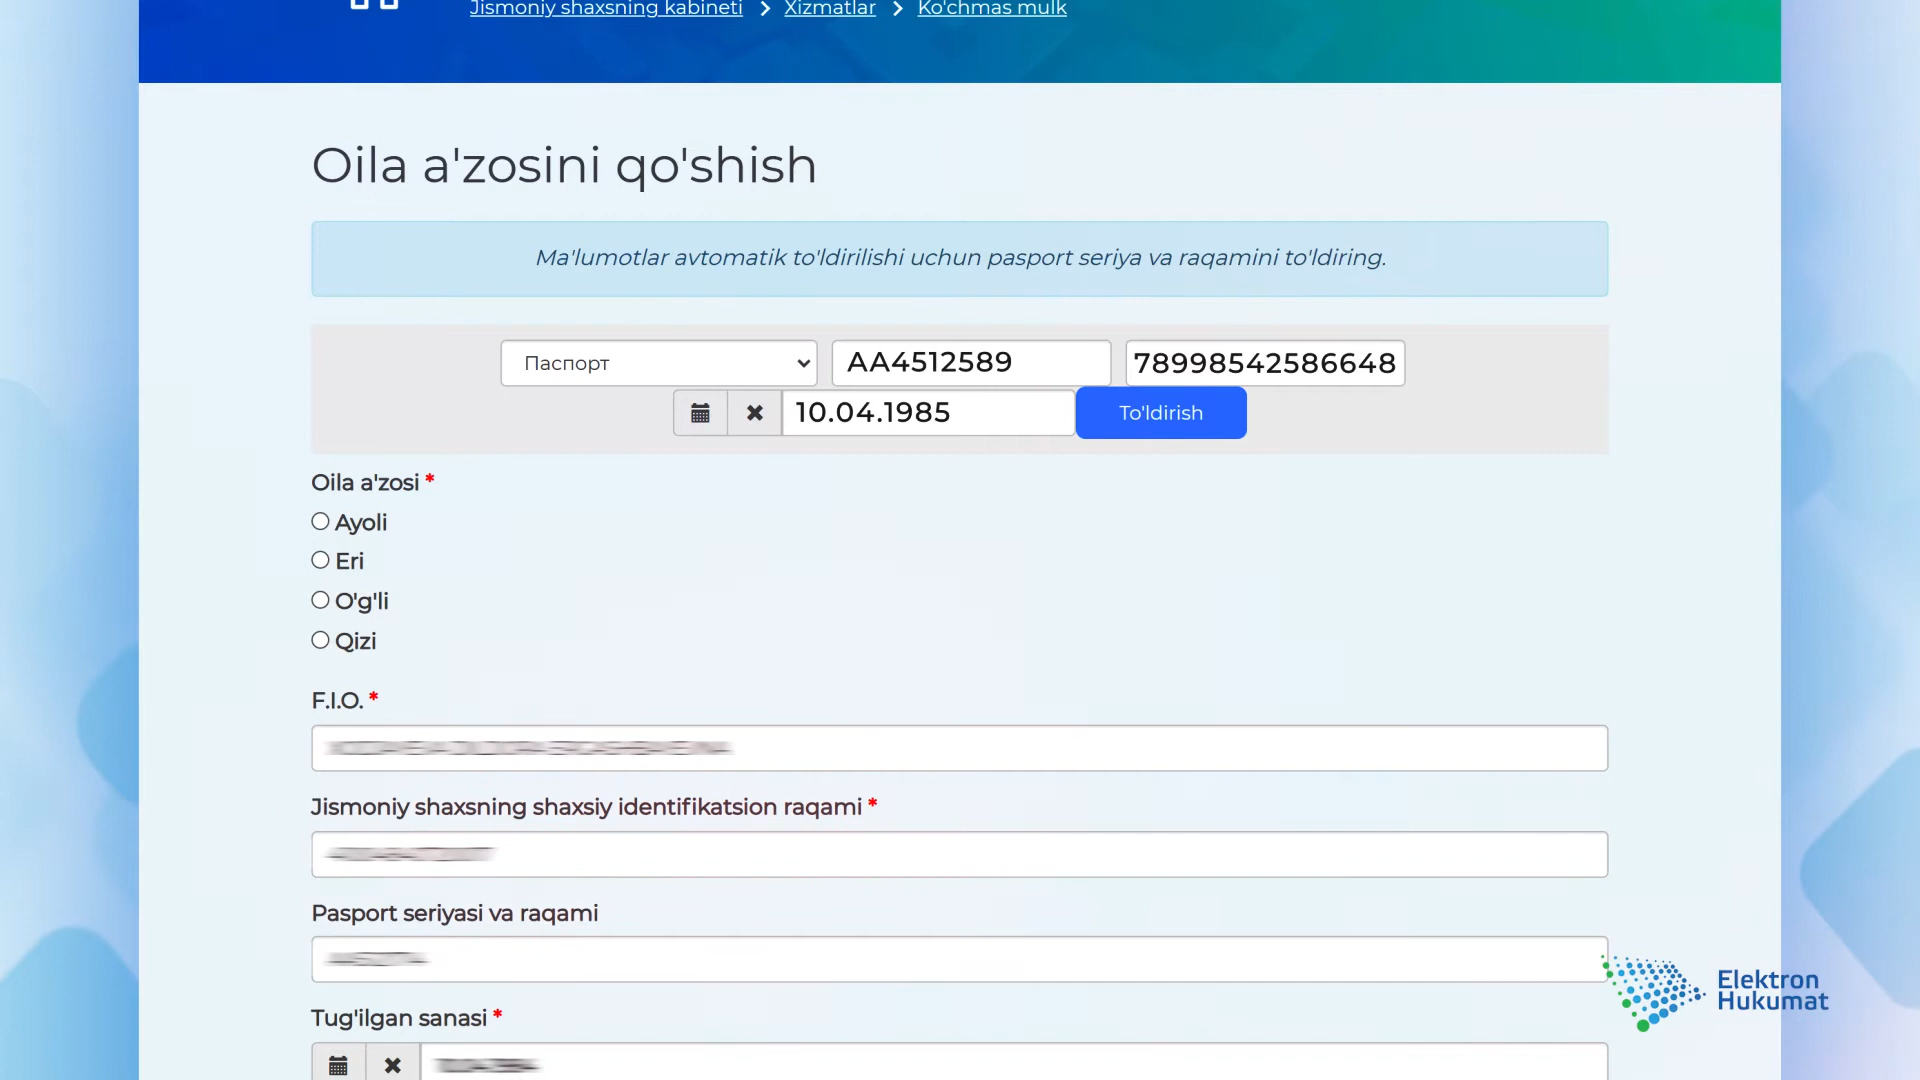 Jismoniy shaxsning kabineti > Xizmatlar > Ko'chmas mulk
Oila a'zosini qo'shish
Ma'lumotlar avtomatik to'ldirilishi uchun pasport seriya va raqamini to'ldiring.
Паспорт AA4512589 78998542586648
10.04.1985 To'ldirish
Oila a'zosi *
Ayoli
Eri
O'g'li
Qizi
F.I.O. *
Jismoniy shaxsning shaxsiy identifikatsion raqami *
Pasport seriyasi va raqami
Tug'ilgan sanasi *
Elektron
Hukumat